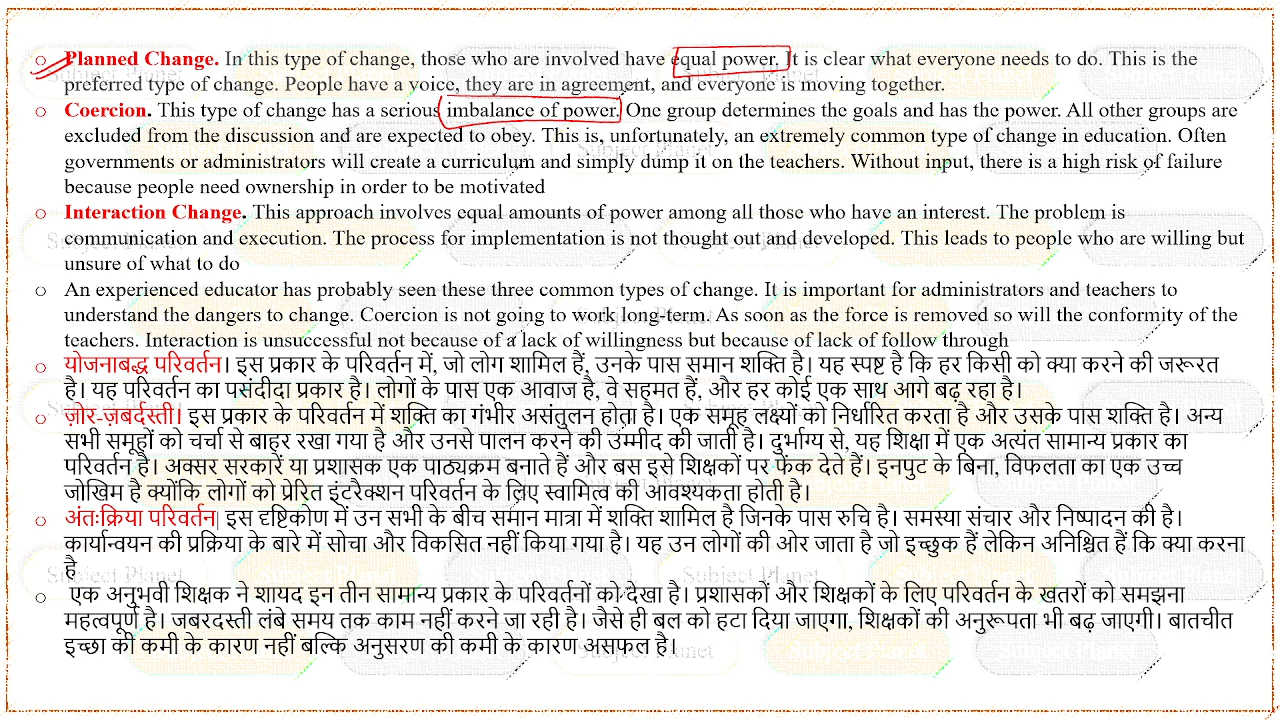 o Planned Change. In this type of change, those who are involved have equal power. It is clear what everyone needs to do. This is the
preferred type of change. People have a voice, they are in agreement, and everyone is moving together.
o Coercion. This type of change has a serious imbalance of power. One group determines the goals and has the power. All other groups are
excluded from the discussion and are expected to obey. This is, unfortunately, an extremely common type of change in education. Often
governments or administrators will create a curriculum and simply dump it on the teachers. Without input, there is a high risk of failure
because people need ownership in order to be motivated
o Interaction Change. This approach involves equal amounts of power among all those who have an interest. The problem is
communication and execution. The process for implementation is not thought out and developed. This leads to people who are willing but
unsure of what to do
o An experienced educator has probably seen these three common types of change. It is important for administrators and teachers to
understand the dangers to change. Coercion is not going to work long-term. As soon as the force is removed so will the conformity of the
teachers. Interaction is unsuccessful not because of a lack of willingness but because of lack of follow through
o योजनाबद्ध परिवर्तन। इस प्रकार के परिवर्तन में, जो लोग शामिल हैं, उनके पास समान शक्ति है। यह स्पष्ट है कि हर किसी को क्या करने की जरूरत
है। यह परिवर्तन का पसंदीदा प्रकार है। लोगों के पास एक आवाज है, वे सहमत हैं, और हर कोई एक साथ आगे बढ़ रहा है।
o ज़ोर-ज़बर्दस्ती। इस प्रकार के परिवर्तन में शक्ति का गंभीर असंतुलन होता है। एक समूह लक्ष्यों को निर्धारित करता है और उसके पास शक्ति है। अन्य
सभी समूहों को चर्चा से बाहर रखा गया है और उनसे पालन करने की उम्मीद की जाती है। दुर्भाग्य से, यह शिक्षा में एक अत्यंत सामान्य प्रकार का
परिवर्तन है। अक्सर सरकारें या प्रशासक एक पाठ्यक्रम बनाते हैं और बस इसे शिक्षकों पर फेंक देते हैं। इनपुट के बिना, विफलता का एक उच्च
जोखिम है क्योंकि लोगों को प्रेरित इंटरैक्शन परिवर्तन के लिए स्वामित्व की आवश्यकता होती है।
o अंतःक्रिया परिवर्तन| इस दृष्टिकोण में उन सभी के बीच समान मात्रा में शक्ति शामिल है जिनके पास रुचि है। समस्या संचार और निष्पादन की है।
कार्यान्वयन की प्रक्रिया के बारे में सोचा और विकसित नहीं किया गया है। यह उन लोगों की ओर जाता है जो इच्छुक हैं लेकिन अनिश्चित हैं कि क्या करना
है
o एक अनुभवी शिक्षक ने शायद इन तीन सामान्य प्रकार के परिवर्तनों को देखा है। प्रशासकों और शिक्षकों के लिए परिवर्तन के खतरों को समझना
महत्वपूर्ण है। जबरदस्ती लंबे समय तक काम नहीं करने जा रही है। जैसे ही बल को हटा दिया जाएगा, शिक्षकों की अनुरूपता भी बढ़ जाएगी। बातचीत
इच्छा की कमी के कारण नहीं बल्कि अनुसरण की कमी के कारण असफल है।